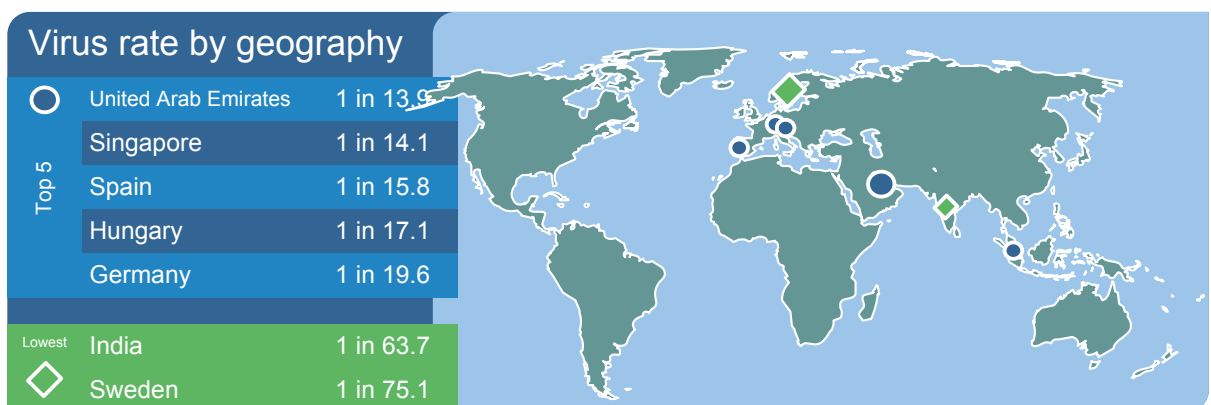 Virus rate by geography
United Arab Emirates 1 in 13.9
Singapore 1 in 14.1
Top 5
Spain 1 in 15.8
Hungary 1 in 17.1
Germany 1 in 19.6
Lowest India 1 in 63.7
Sweden 1 in 75.1